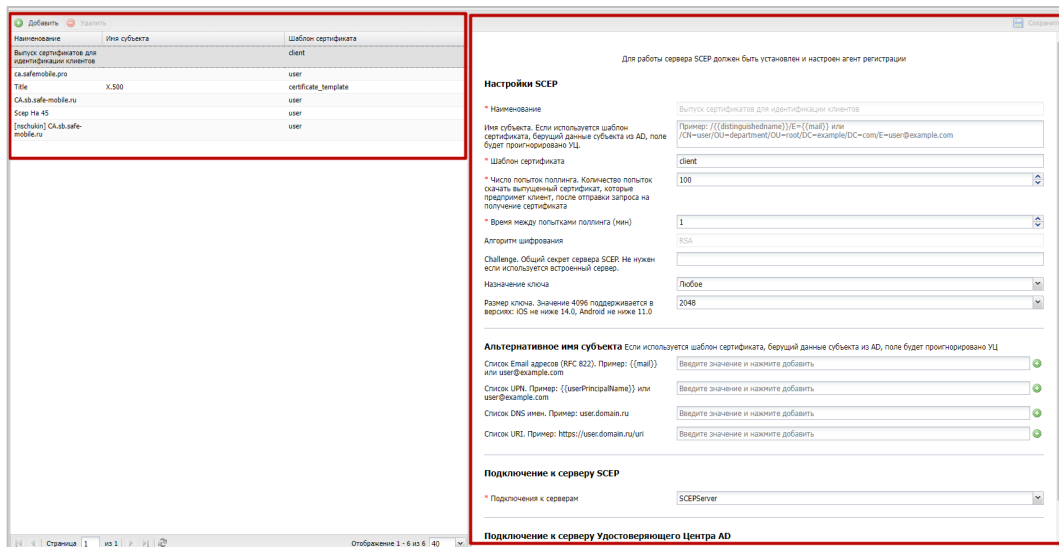 Добавить Удалить
Наименование Имя субъекта Шаблон сертификата
Выпуск сертификатов для
идентификации клиентов client
ca.safemobile.pro user
Title X.500 certificate_template
CA.sb.safe-mobile.ru user
Scep На 45 user
[nschukin] CA.sb.safe-
mobile.ru user
Страница 1 из 1 Отображение 1 - 6 из 6 40
Сохранить
Для работы сервера SCEP должен быть установлен и настроен агент регистрации
Настройки SCEP
* Наименование Выпуск сертификатов для идентификации клиентов
Имя субъекта. Если используется шаблон
сертификата, берущий данные субъекта из AD, поле
будет проигнорировано УЦ.
Пример: /{{distinguishedname}}/E={{mail}} или
/CN=user/OU=department/OU=root/DC=example/DC=com/E=user@example.com
* Шаблон сертификата client
* Число попыток поллинга. Количество попыток
скачать выпущенный сертификат, которые
предпримет клиент, после отправки запроса на
получение сертификата
100
* Время между попытками поллинга (мин) 1
Алгоритм шифрования RSA
Challenge. Общий секрет сервера SCEP. Не нужен
если используется встроенный сервер.
Назначение ключа Любое
Размер ключа. Значение 4096 поддерживается в
версиях: iOS не ниже 14.0, Android не ниже 11.0
2048
Альтернативное имя субъекта Если используется шаблон сертификата, берущий данные субъекта из AD, поле будет проигнорировано УЦ
Список Email адресов (RFC 822). Пример: {{mail}}
или user@example.com
Введите значение и нажмите добавить
Список UPN. Пример: {{userPrincipalName}} или
user@example.com
Введите значение и нажмите добавить
Список DNS имен. Пример: user.domain.ru Введите значение и нажмите добавить
Список URI. Пример: https://user.domain.ru/uri Введите значение и нажмите добавить
Подключение к серверу SCEP
* Подключения к серверам SCEPServer
Подключение к серверу Удостоверяющего Центра AD